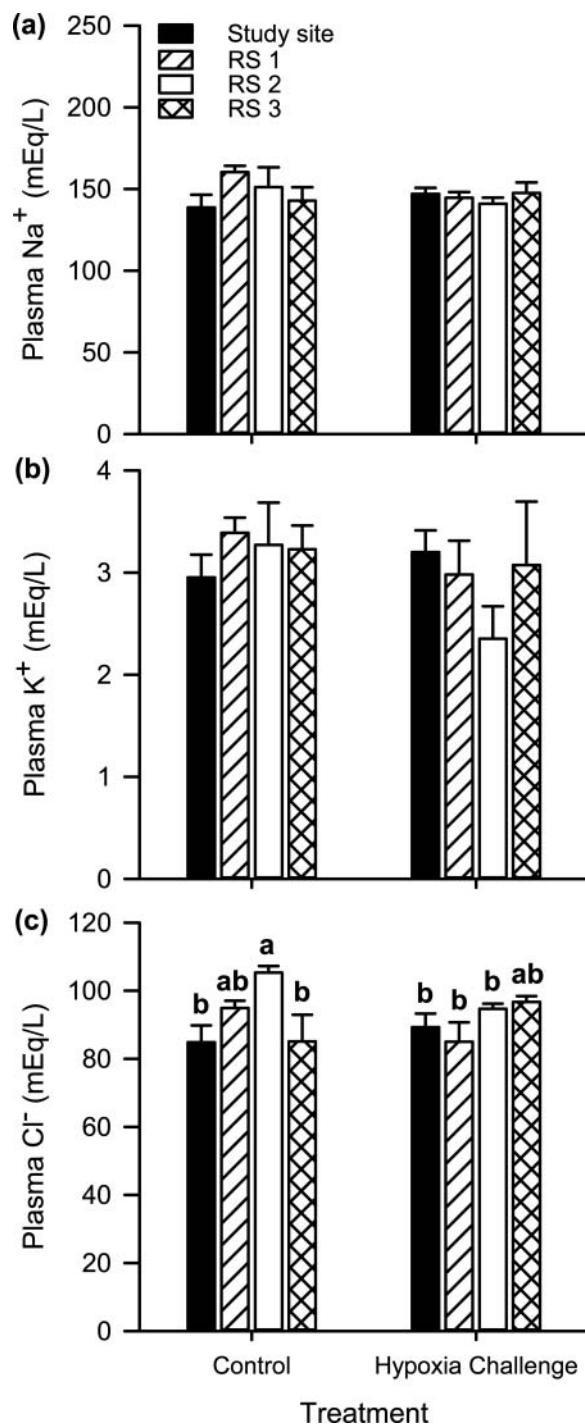 (a)
Study site
RS 1
RS 2
RS 3
250
200
150
100
50
0
Plasma Na⁺ (mEq/L)
(b)
4
3
2
1
0
Plasma K⁺ (mEq/L)
(c)
120
100
80
60
40
20
0
Plasma Cl⁻ (mEq/L)
b ab a b b b b ab
Control Hypoxia Challenge
Treatment